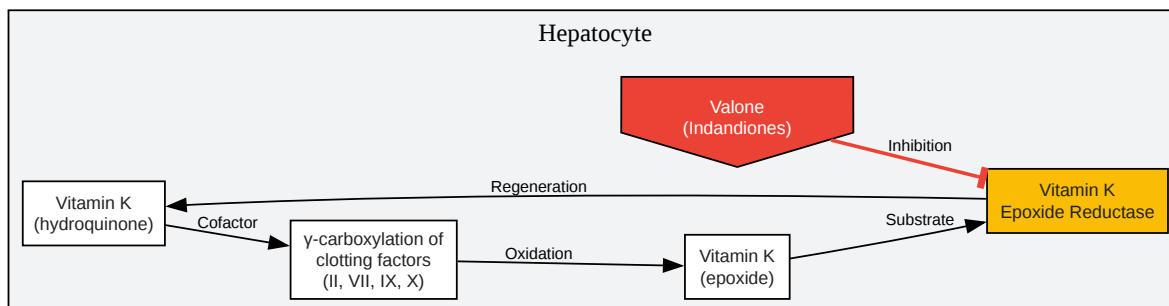 Hepatocyte
Valone
(Indandiones)
Inhibition
Vitamin K
Epoxide Reductase
Regeneration
Vitamin K
(hydroquinone)
Cofactor
γ-carboxylation of
clotting factors
(II, VII, IX, X)
Oxidation
Vitamin K
(epoxide)
Substrate